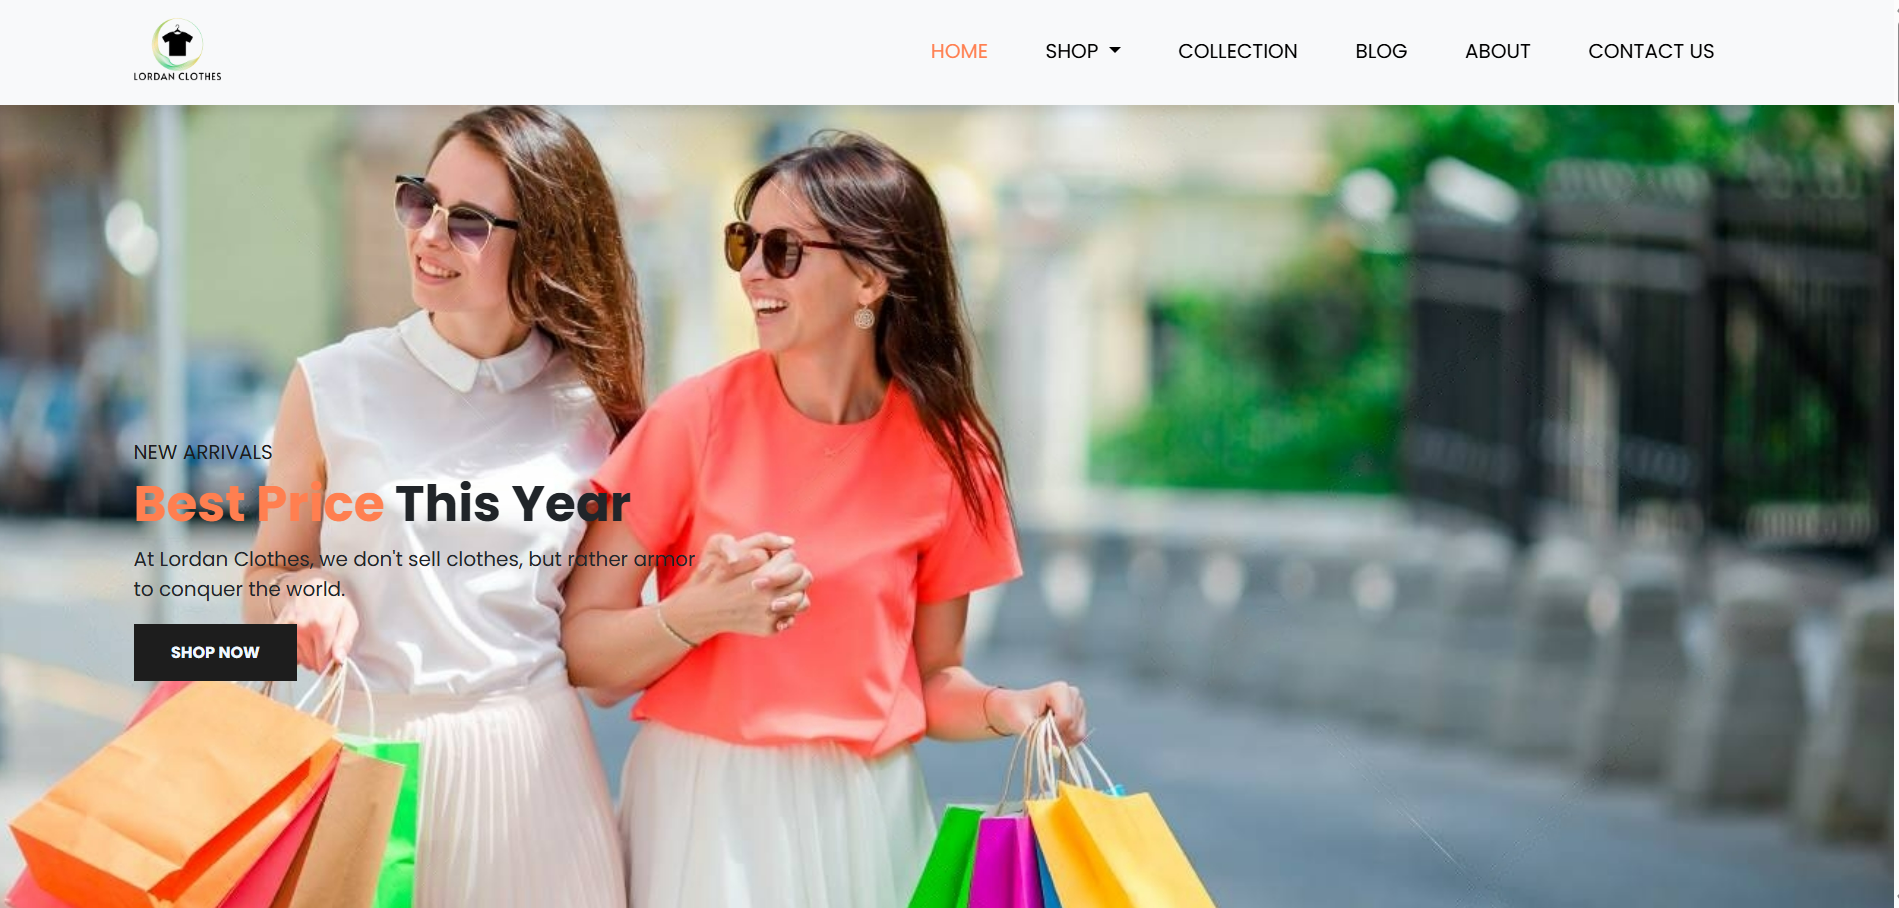 LORDAN CLOTHES
HOME SHOP COLLECTION BLOG ABOUT CONTACT US
NEW ARRIVALS
Best Price This Year
At Lordan Clothes, we don't sell clothes, but rather armor
to conquer the world.
SHOP NOW